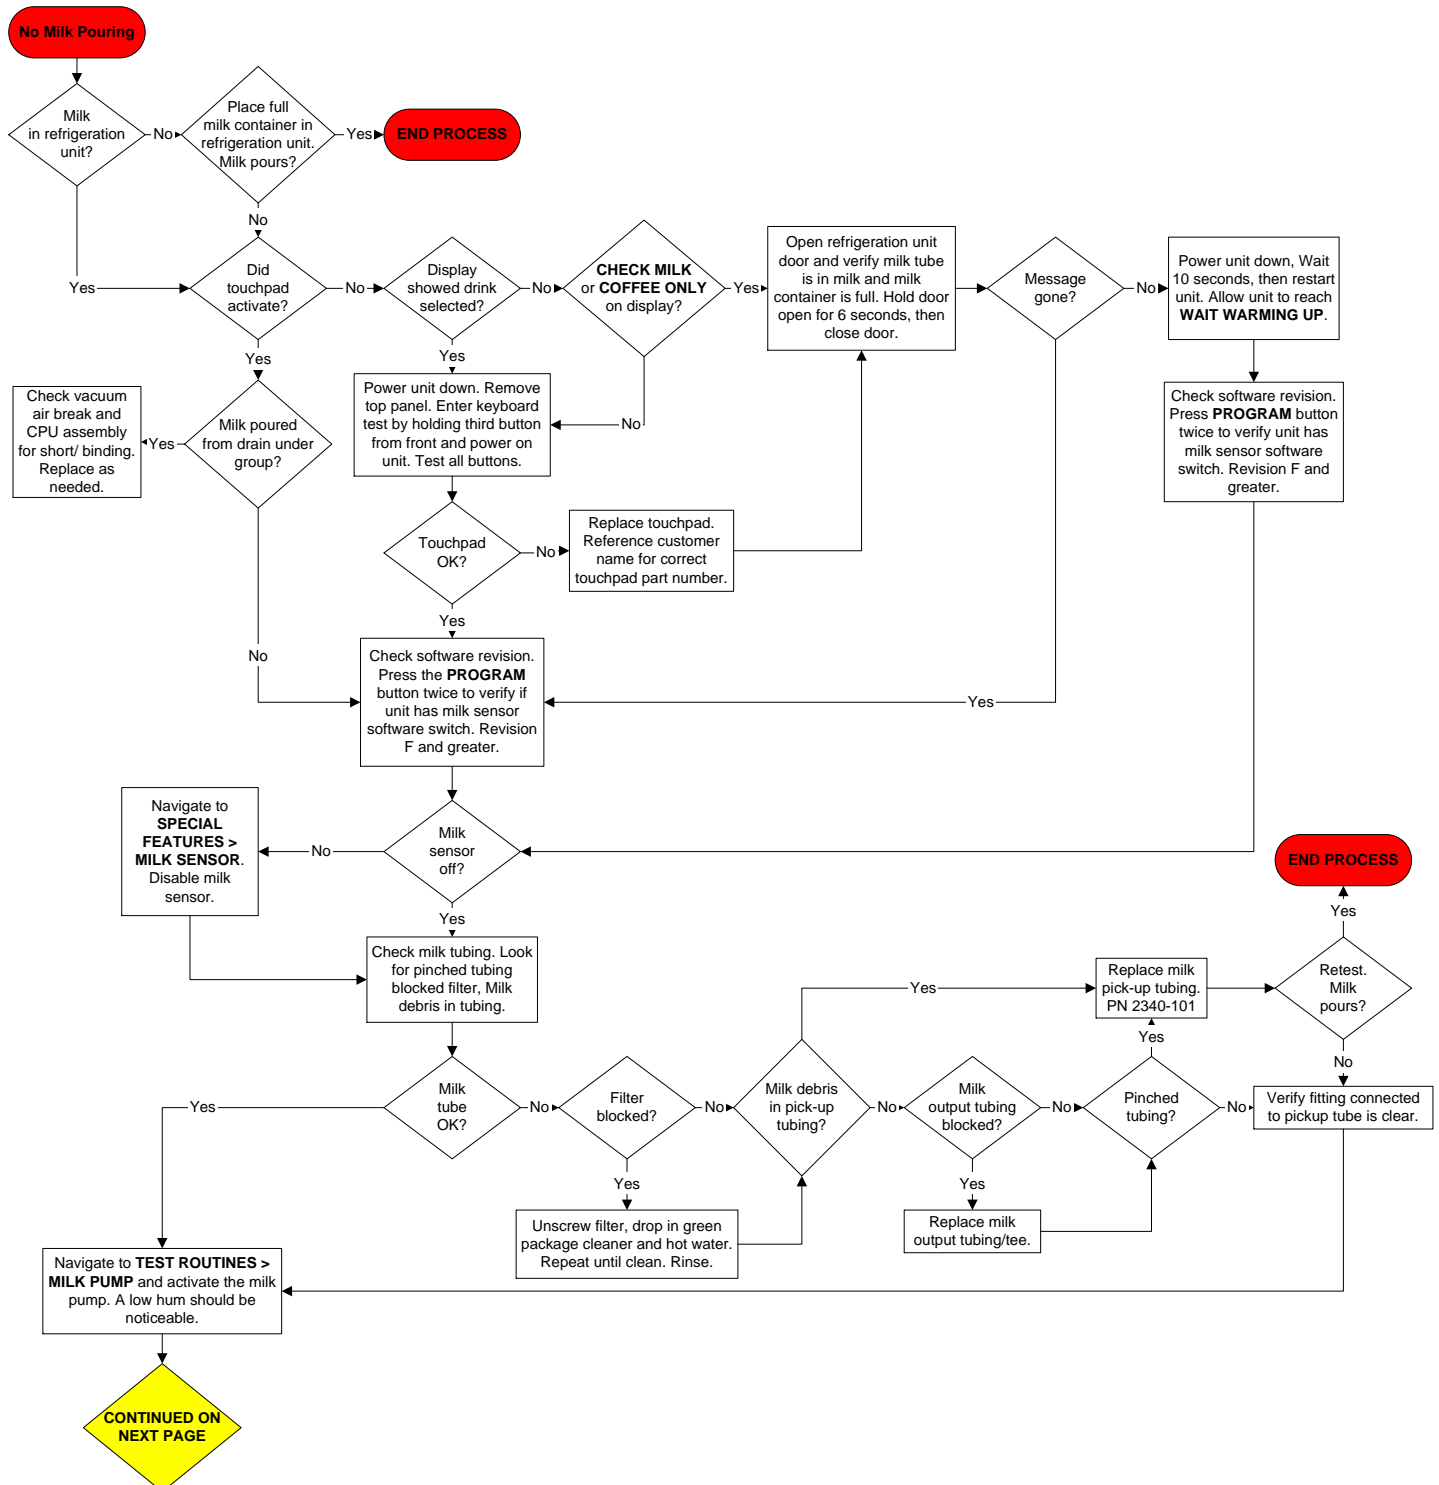 No Milk Pouring
Milk
in refrigeration
unit?
No
Place full
milk container in
refrigeration unit.
Milk pours?
Yes
END PROCESS
Yes
No
Did
touchpad
activate?
No
Display
showed drink
selected?
No
CHECK MILK
or COFFEE ONLY
on display?
Yes
Open refrigeration unit
door and verify milk tube
is in milk and milk
container is full. Hold door
open for 6 seconds, then
close door.
Message
gone?
No
Power unit down, Wait
10 seconds, then restart
unit. Allow unit to reach
WAIT WARMING UP.
Yes
Yes
No
Check vacuum
air break and
CPU assembly
for short/ binding.
Replace as
needed.
Yes
Milk poured
from drain under
group?
Power unit down. Remove
top panel. Enter keyboard
test by holding third button
from front and power on
unit. Test all buttons.
Check software revision.
Press PROGRAM button
twice to verify unit has
milk sensor software
switch. Revision F and
greater.
Touchpad
OK?
No
Replace touchpad.
Reference customer
name for correct
touchpad part number.
Yes
No
Check software revision.
Press the PROGRAM
button twice to verify if
unit has milk sensor
software switch. Revision
F and greater.
Yes
Navigate to
SPECIAL
FEATURES >
MILK SENSOR.
Disable milk
sensor.
No
Milk
sensor
off?
Yes
END PROCESS
Yes
Check milk tubing. Look
for pinched tubing
blocked filter, Milk
debris in tubing.
Yes
Replace milk
pick-up tubing.
PN 2340-101
Retest.
Milk
pours?
Yes
No
Yes
Milk
tube
OK?
No
Filter
blocked?
No
Milk debris
in pick-up
tubing?
No
Milk
output tubing
blocked?
No
Pinched
tubing?
No
Verify fitting connected
to pickup tube is clear.
Yes
Yes
Unscrew filter, drop in green
package cleaner and hot water.
Repeat until clean. Rinse.
Replace milk
output tubing/tee.
Navigate to TEST ROUTINES >
MILK PUMP and activate the milk
pump. A low hum should be
noticeable.
CONTINUED ON
NEXT PAGE